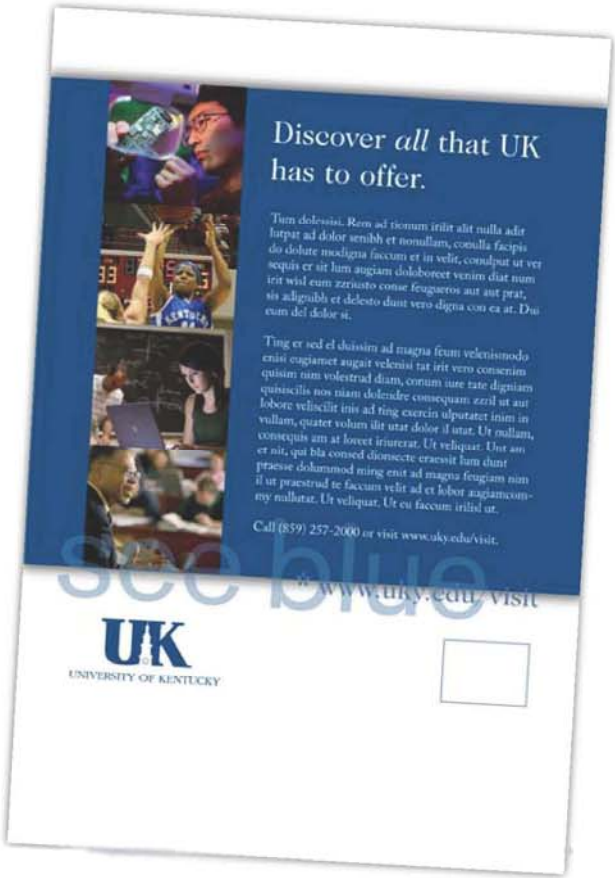 Discover all that UK
has to offer.
Tum dolessisi. Rem ad tionum irilit alit nulla adit
lutpat ad dolor senibh et nonullam, conulla facipis
do dolute modigna faccum et in velit, conulput ut ver
sequis er sit lum augiam doloboreet venim diat num
irit wisl eum zzriusto conse feugueros aut aut prat,
sis adignibh et delesto dunt vero digna con ea at. Dui
eum del dolor si.
Ting er sed el duissim ad magna feum velenismodo
enisi eugiamet augait velenisi tat irit vero consenim
quisim nim volestrud diam, conum iure tate digniam
quisiscilis nos niam dolendre consequam ezril ut aut
lobore veliscilit inis ad ting exercin ulputatet inim in
vullam, quatet volum ilit utat dolor il utat. Ut nullam,
consequis am at loveet iriurerat. Ut veliquat. Unt am
et nit, qui bla consed dionsecte eraessit lum dunt
praesse dolummod ming enit ad magna feugiam nim
il ut praestrud te faccum velit ad et lobor augiamcom-
my nullutat. Ut veliquat. Ut eu faccum irilisl ut.
Call (859) 257-2000 or visit www.uky.edu/visit.
see blue
* www.uky.edu/visit
UK
UNIVERSITY OF KENTUCKY
KENTUCKY